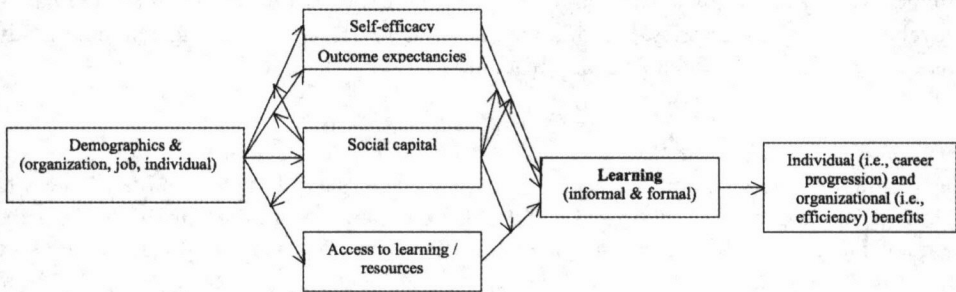 Self-efficacy
Outcome expectancies
Demographics &
(organization, job, individual)
Social capital
Learning
(informal & formal)
Individual (i.e., career
progression) and
organizational (i.e.,
efficiency) benefits
Access to learning /
resources